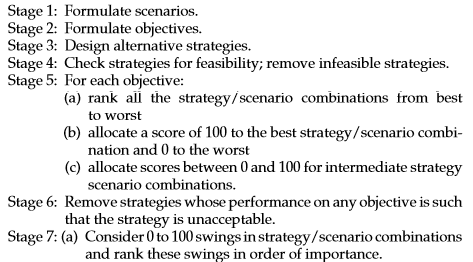 Stage 1: Formulate scenarios.
Stage 2: Formulate objectives.
Stage 3: Design alternative strategies.
Stage 4: Check strategies for feasibility; remove infeasible strategies.
Stage 5: For each objective:
(a) rank all the strategy/scenario combinations from best
to worst
(b) allocate a score of 100 to the best strategy/scenario combi-
nation and 0 to the worst
(c) allocate scores between 0 and 100 for intermediate strategy
scenario combinations.
Stage 6: Remove strategies whose performance on any objective is such
that the strategy is unacceptable.
Stage 7: (a) Consider 0 to 100 swings in strategy/scenario combinations
and rank these swings in order of importance.